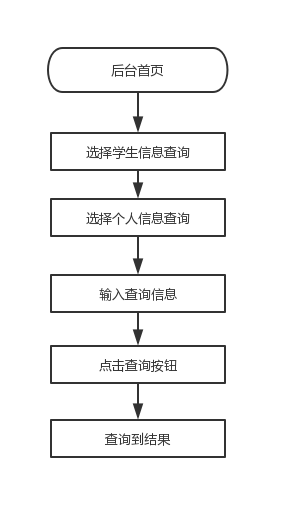 后台首页
选择学生信息查询
选择个人信息查询
输入查询信息
点击查询按钮
查询到结果